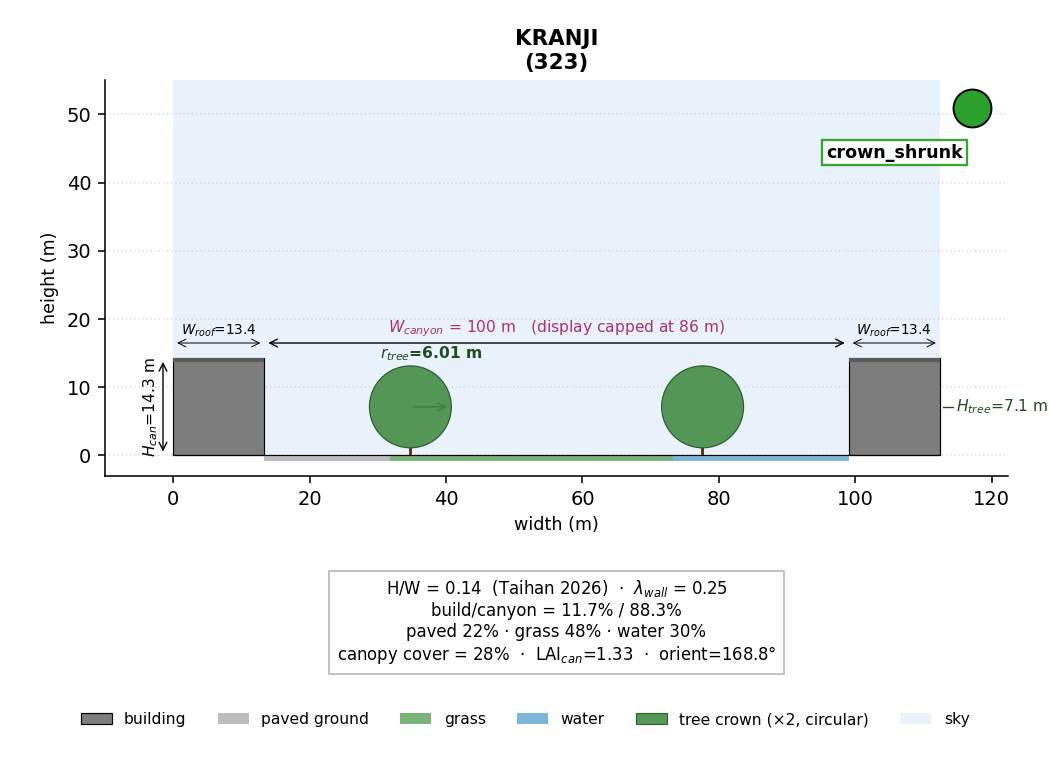 KRANJI
(323)
crown_shrunk
50
40
30
20
10
0
height (m)
W_roof=13.4
W_canyon = 100 m   (display capped at 86 m)
W_roof=13.4
r_tree=6.01 m
H_can=14.3 m
H_tree=7.1 m
0 20 40 60 80 100 120
width (m)
H/W = 0.14  (Taihan 2026)  ·  λ_wall = 0.25
build/canyon = 11.7% / 88.3%
paved 22% · grass 48% · water 30%
canopy cover = 28%  ·  LAI_can=1.33  ·  orient=168.8°
building paved ground grass water tree crown (×2, circular) sky